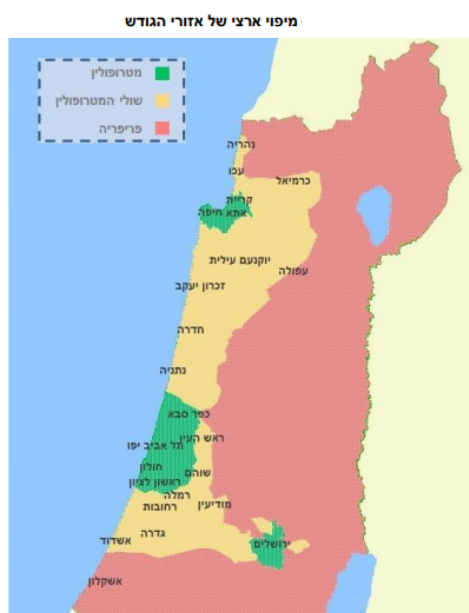 מיפוי ארצי של אזורי הגודש
מטרופולין
שולי המטרופולין
פריפריה
נהריה
עכו
כרמיאל
קריית
אתא
חיפה
יוקנעם עילית
עפולה
זכרון יעקב
חדרה
נתניה
כפר סבא
ראש העין
תל אביב יפו
חולון
שוהם
ראשון לציון
רמלה
מודיעין
רחובות
גדרה
אשדוד
ירושלים
אשקלון